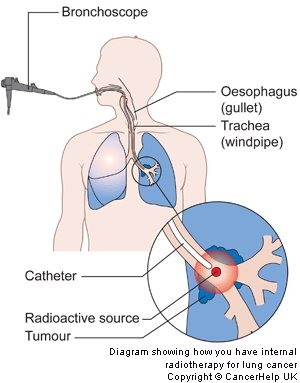 Bronchoscope
Oesophagus
(gullet)
Trachea
(windpipe)
Catheter
Radioactive source
Tumour
Diagram showing how you have internal
radiotherapy for lung cancer
Copyright © CancerHelp UK